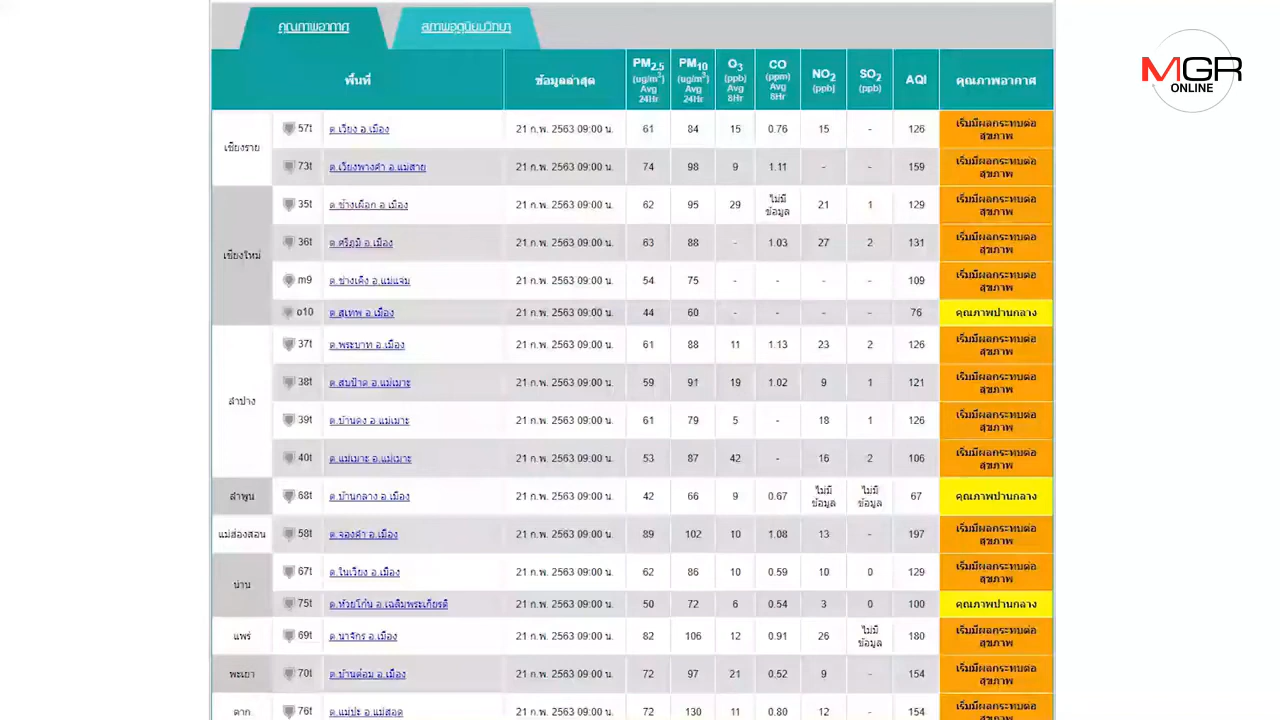 คุณภาพอากาศ สภาพอุตุนิยมวิทยา
MGR
ONLINE
พื้นที่ ข้อมูลล่าสุด PM2.5 (ug/m3) Avg 24Hr PM10 (ug/m3) Avg 24Hr O3 (ppb) Avg 8Hr CO (ppm) Avg 8Hr NO2 (ppb) SO2 (ppb) AQI คุณภาพอากาศ
เชียงราย 57t ต.เวียง อ.เมือง 21 ก.พ. 2563 09:00 น. 61 84 15 0.76 15 - 126 เริ่มมีผลกระทบต่อสุขภาพ
73t ต.เวียงพางคำ อ.แม่สาย 21 ก.พ. 2563 09:00 น. 74 98 9 1.11 - - 159 เริ่มมีผลกระทบต่อสุขภาพ
เชียงใหม่ 35t ต.ช้างเผือก อ.เมือง 21 ก.พ. 2563 09:00 น. 62 95 29 ไม่มีข้อมูล 21 1 129 เริ่มมีผลกระทบต่อสุขภาพ
36t ต.ศรีภูมิ อ.เมือง 21 ก.พ. 2563 09:00 น. 63 88 - 1.03 27 2 131 เริ่มมีผลกระทบต่อสุขภาพ
m9 ต.ช่างเคิ่ง อ.แม่แจ่ม 21 ก.พ. 2563 09:00 น. 54 75 - - - - 109 เริ่มมีผลกระทบต่อสุขภาพ
o10 ต.สุเทพ อ.เมือง 21 ก.พ. 2563 09:00 น. 44 60 - - - - 76 คุณภาพปานกลาง
ลำปาง 37t ต.พระบาท อ.เมือง 21 ก.พ. 2563 09:00 น. 61 88 11 1.13 23 2 126 เริ่มมีผลกระทบต่อสุขภาพ
38t ต.สบป้าด อ.แม่เมาะ 21 ก.พ. 2563 09:00 น. 59 91 19 1.02 9 1 121 เริ่มมีผลกระทบต่อสุขภาพ
39t ต.บ้านดง อ.แม่เมาะ 21 ก.พ. 2563 09:00 น. 61 79 5 - 18 1 126 เริ่มมีผลกระทบต่อสุขภาพ
40t ต.แม่เมาะ อ.แม่เมาะ 21 ก.พ. 2563 09:00 น. 53 87 42 - 16 2 106 เริ่มมีผลกระทบต่อสุขภาพ
ลำพูน 68t ต.บ้านกลาง อ.เมือง 21 ก.พ. 2563 09:00 น. 42 66 9 0.67 ไม่มีข้อมูล ไม่มีข้อมูล 67 คุณภาพปานกลาง
แม่ฮ่องสอน 58t ต.จองคำ อ.เมือง 21 ก.พ. 2563 09:00 น. 89 102 10 1.08 13 - 197 เริ่มมีผลกระทบต่อสุขภาพ
น่าน 67t ต.ในเวียง อ.เมือง 21 ก.พ. 2563 09:00 น. 62 86 10 0.59 10 0 129 เริ่มมีผลกระทบต่อสุขภาพ
75t ต.ห้วยโก๋น อ.เฉลิมพระเกียรติ 21 ก.พ. 2563 09:00 น. 50 72 6 0.54 3 0 100 คุณภาพปานกลาง
แพร่ 69t ต.นาจักร อ.เมือง 21 ก.พ. 2563 09:00 น. 82 106 12 0.91 26 ไม่มีข้อมูล 180 เริ่มมีผลกระทบต่อสุขภาพ
พะเยา 70t ต.บ้านต๋อม อ.เมือง 21 ก.พ. 2563 09:00 น. 72 97 21 0.52 9 - 154 เริ่มมีผลกระทบต่อสุขภาพ
ตาก 76t ต.แม่ปะ อ.แม่สอด 21 ก.พ. 2563 09:00 น. 72 130 11 0.80 12 - 154 เริ่มมีผลกระทบต่อสุขภาพ